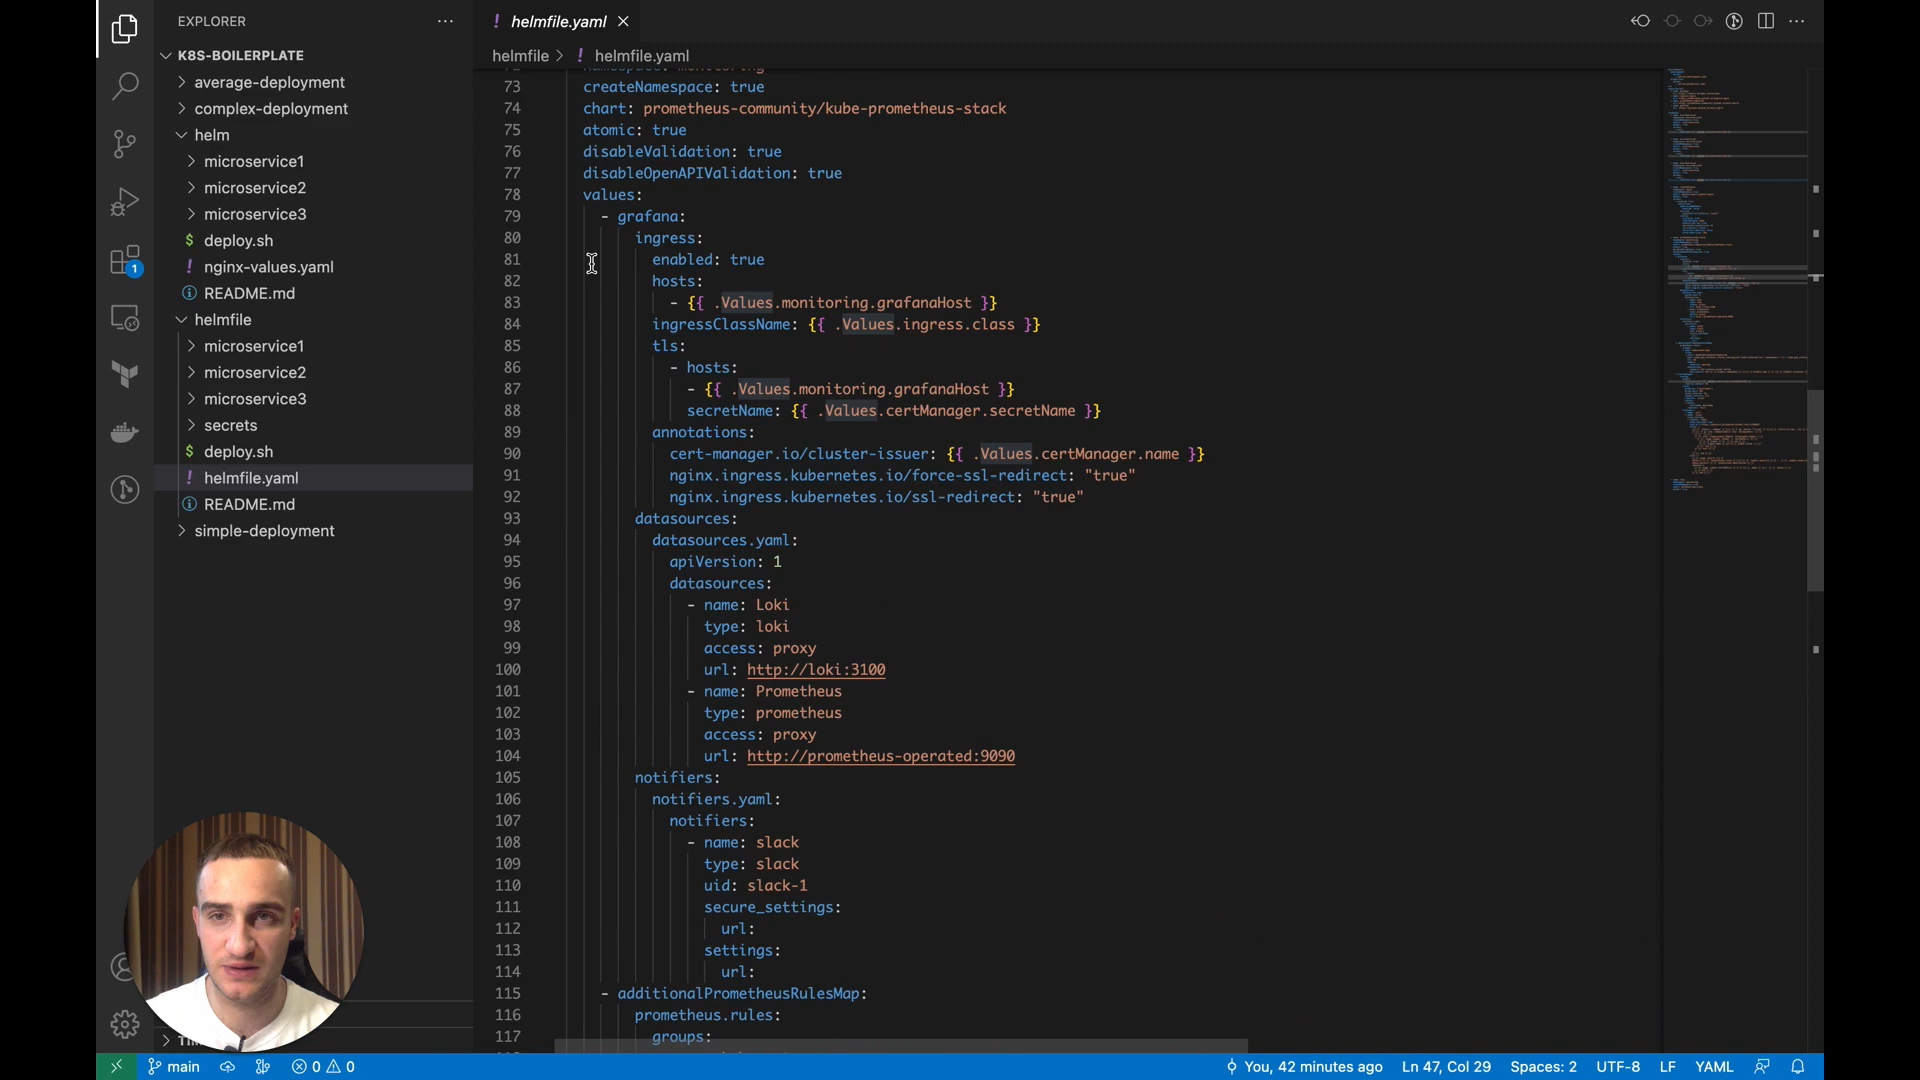 EXPLORER
K8S-BOILERPLATE
average-deployment
complex-deployment
helm
microservice1
microservice2
microservice3
$ deploy.sh
! nginx-values.yaml
README.md
helmfile
microservice1
microservice2
microservice3
secrets
$ deploy.sh
! helmfile.yaml
README.md
simple-deployment
1
! helmfile.yaml
helmfile > ! helmfile.yaml
72 namespace: monitoring
73 createNamespace: true
74 chart: prometheus-community/kube-prometheus-stack
75 atomic: true
76 disableValidation: true
77 disableOpenAPIValidation: true
78 values:
79 - grafana:
80 ingress:
81 enabled: true
82 hosts:
83 - {{ .Values.monitoring.grafanaHost }}
84 ingressClassName: {{ .Values.ingress.class }}
85 tls:
86 - hosts:
87 - {{ .Values.monitoring.grafanaHost }}
88 secretName: {{ .Values.certManager.secretName }}
89 annotations:
90 cert-manager.io/cluster-issuer: {{ .Values.certManager.name }}
91 nginx.ingress.kubernetes.io/force-ssl-redirect: "true"
92 nginx.ingress.kubernetes.io/ssl-redirect: "true"
93 datasources:
94 datasources.yaml:
95 apiVersion: 1
96 datasources:
97 - name: Loki
98 type: loki
99 access: proxy
100 url: http://loki:3100
101 - name: Prometheus
102 type: prometheus
103 access: proxy
104 url: http://prometheus-operated:9090
105 notifiers:
106 notifiers.yaml:
107 notifiers:
108 - name: slack
109 type: slack
110 uid: slack-1
111 secure_settings:
112 url:
113 settings:
114 url:
115 - additionalPrometheusRulesMap:
116 prometheus.rules:
117 groups:
main
0 0
You, 42 minutes ago
Ln 47, Col 29
Spaces: 2
UTF-8
LF
YAML